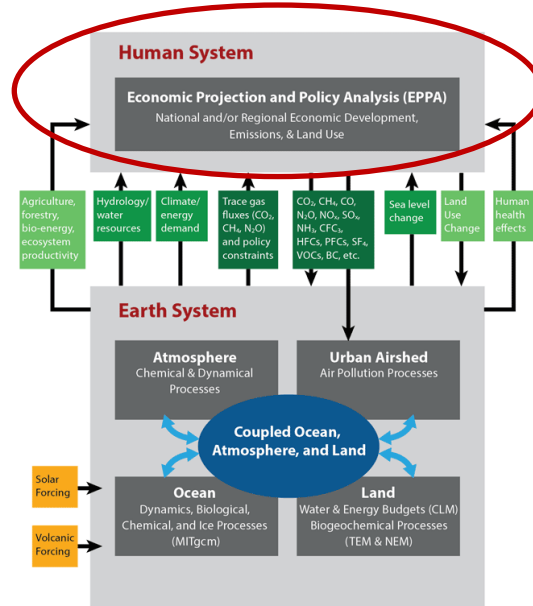 Human System
Economic Projection and Policy Analysis (EPPA)
National and/or Regional Economic Development,
Emissions, & Land Use
Agriculture,
forestry,
bio-energy,
ecosystem
productivity
Hydrology/
water
resources
Climate/
energy
demand
Trace gas
fluxes (CO₂,
CH₄, N₂O)
and policy
constraints
CO₂, CH₄, CO,
N₂O, NOₓ, SOₓ,
NH₃, CFC₃,
HFCs, PFCs, SF₄,
VOCs, BC, etc.
Sea level
change
Land
Use
Change
Human
health
effects
Earth System
Atmosphere
Chemical & Dynamical
Processes
Urban Airshed
Air Pollution Processes
Coupled Ocean,
Atmosphere, and Land
Solar
Forcing
Volcanic
Forcing
Ocean
Dynamics, Biological,
Chemical, and Ice Processes
(MITgcm)
Land
Water & Energy Budgets (CLM)
Biogeochemical Processes
(TEM & NEM)